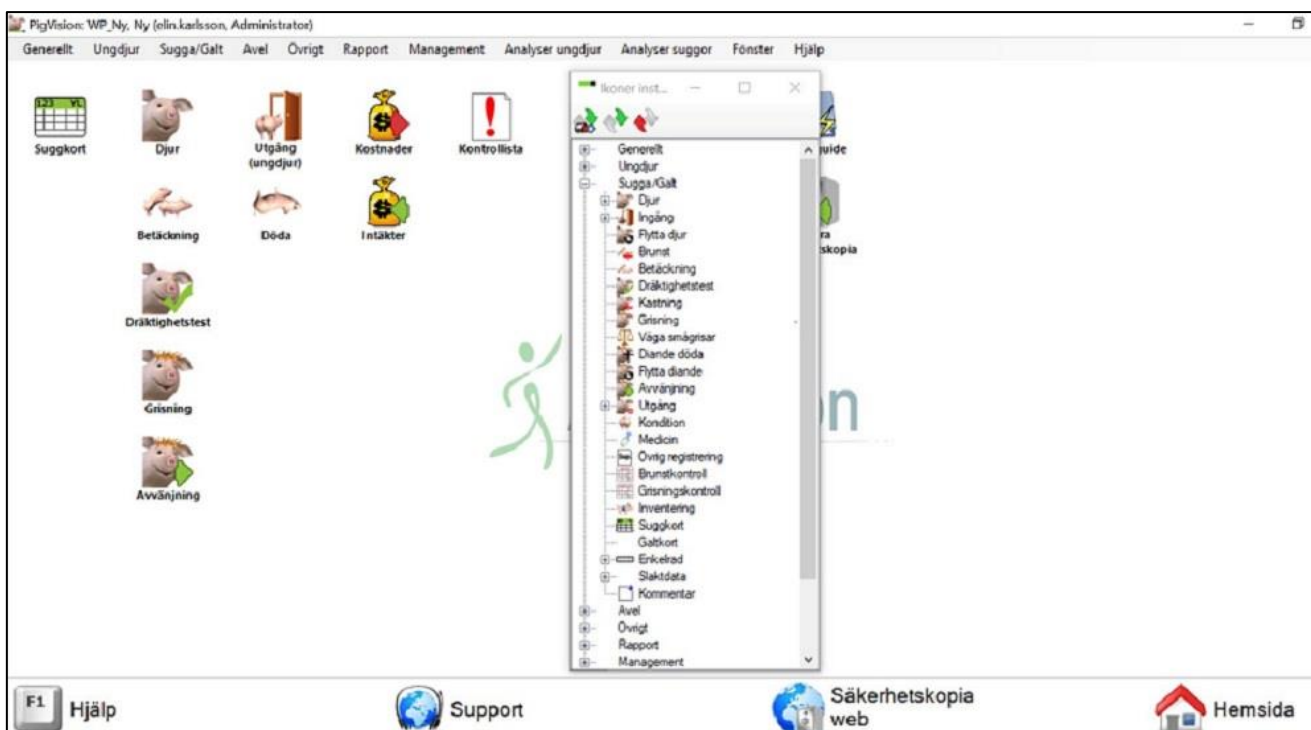 PigVision: WP_Ny, Ny (elin.karlsson, Administrator)
Generellt Ungdjur Sugga/Galt Avel Övrigt Rapport Management Analyser ungdjur Analyser suggor Fönster Hjälp
Suggkort
Djur
Utgång
(ungdjur)
Kostnader
Kontrollista
Betäckning
Döda
Intäkter
Dräktighetstest
Grisning
Avvänjning
Ikoner inst...
Generellt
Ungdjur
Sugga/Galt
Djur
Ingång
Flytta djur
Brunst
Betäckning
Dräktighetstest
Kastning
Grisning
Väga smågrisar
Diande döda
Flytta diande
Avvänjning
Utgång
Kondition
Medicin
Övrig registrering
Brunstkontroll
Grisningskontroll
Inventering
Suggkort
Galtkort
Enkelrad
Slaktdata
Kommentar
Avel
Övrigt
Rapport
Management
uide
ra
skopia
on
F1 Hjälp
Support
Säkerhetskopia
web
Hemsida